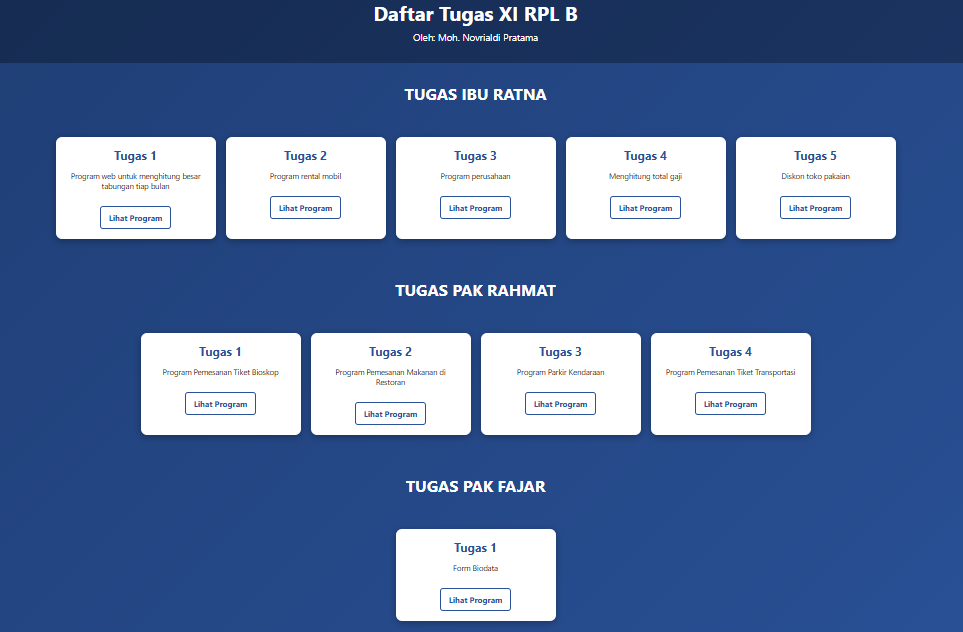 Daftar Tugas XI RPL B
Oleh: Moh. Novrialdi Pratama
TUGAS IBU RATNA
Tugas 1
Program web untuk menghitung besar
tabungan tiap bulan
Lihat Program
Tugas 2
Program rental mobil
Lihat Program
Tugas 3
Program perusahaan
Lihat Program
Tugas 4
Menghitung total gaji
Lihat Program
Tugas 5
Diskon toko pakaian
Lihat Program
TUGAS PAK RAHMAT
Tugas 1
Program Pemesanan Tiket Bioskop
Lihat Program
Tugas 2
Program Pemesanan Makanan di
Restoran
Lihat Program
Tugas 3
Program Parkir Kendaraan
Lihat Program
Tugas 4
Program Pemesanan Tiket Transportasi
Lihat Program
TUGAS PAK FAJAR
Tugas 1
Form Biodata
Lihat Program